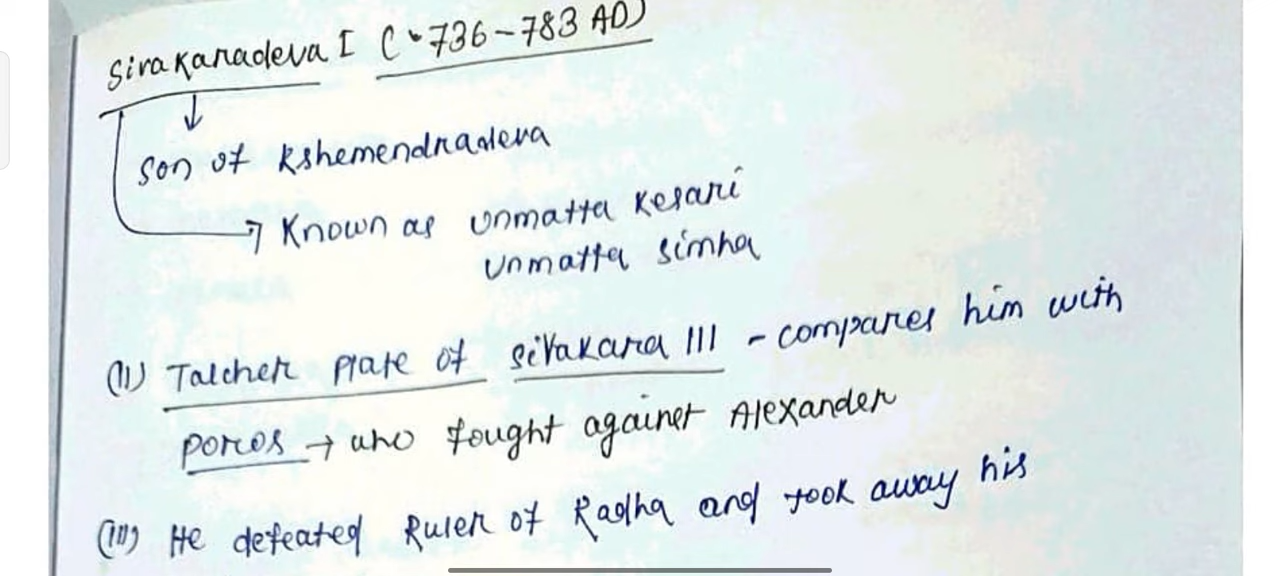 Sivakaradeva I (C.736-783 AD)
Son of Kshemendradeva
Known as Unmatta Kesari
Unmatta Simha
(II) Talcher plate of Sivakara III - compares him with
Poros → who fought against Alexander
(III) He defeated Ruler of Radha and took away his